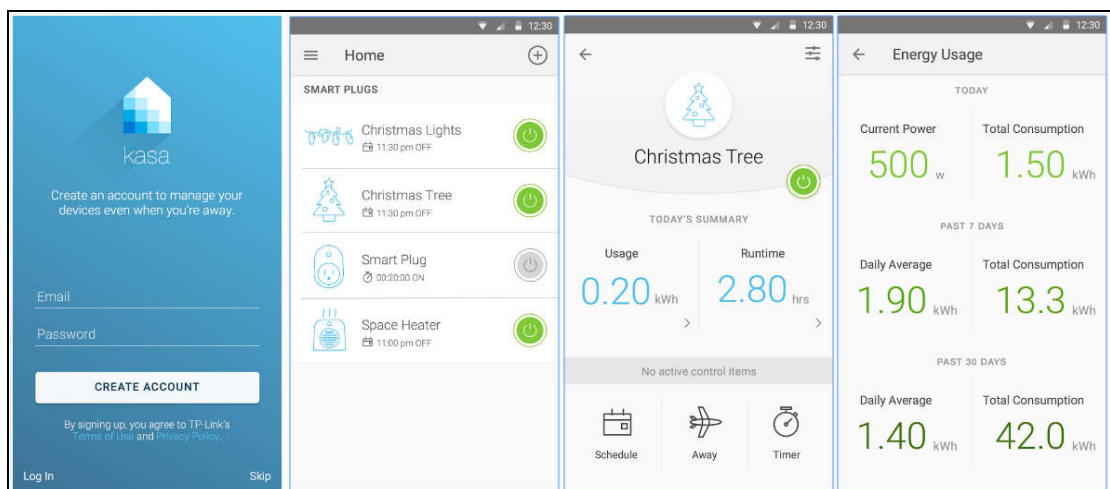 kasa
Create an account to manage your
devices even when you're away.
Email
Password
CREATE ACCOUNT
By signing up, you agree to TP-Link's
Terms of Use and Privacy Policy.
Log In
Skip
12:30
Home
SMART PLUGS
Christmas Lights
11:30 pm OFF
Christmas Tree
11:30 pm OFF
Smart Plug
00:20:00 ON
Space Heater
11:00 pm OFF
12:30
Christmas Tree
TODAY'S SUMMARY
Usage
0.20 kWh
Runtime
2.80 hrs
No active control items
Schedule
Away
Timer
12:30
Energy Usage
TODAY
Current Power
500 w
Total Consumption
1.50 kWh
PAST 7 DAYS
Daily Average
1.90 kWh
Total Consumption
13.3 kWh
PAST 30 DAYS
Daily Average
1.40 kWh
Total Consumption
42.0 kWh